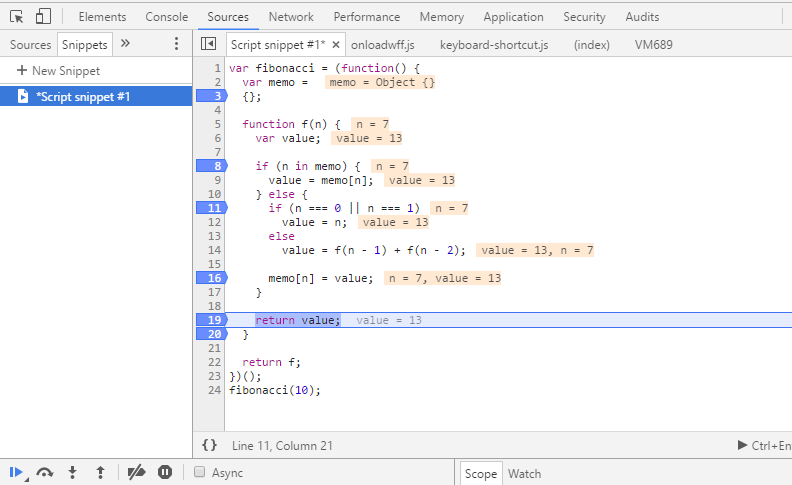 Elements Console Sources Network Performance Memory Application Security Audits
Sources Snippets » Script snippet #1* × onloadwff.js keyboard-shortcut.js (index) VM689
+ New Snippet
*Script snippet #1
1 var fibonacci = (function() {
2 var memo = memo = Object {}
3 {};
4
5 function f(n) { n = 7
6 var value; value = 13
7
8 if (n in memo) { n = 7
9 value = memo[n]; value = 13
10 } else {
11 if (n === 0 || n === 1) n = 7
12 value = n; value = 13
13 else
14 value = f(n - 1) + f(n - 2); value = 13, n = 7
15
16 memo[n] = value; n = 7, value = 13
17 }
18
19 return value; value = 13
20 }
21
22 return f;
23 })();
24 fibonacci(10);
{} Line 11, Column 21 Ctrl+En
Async Scope Watch